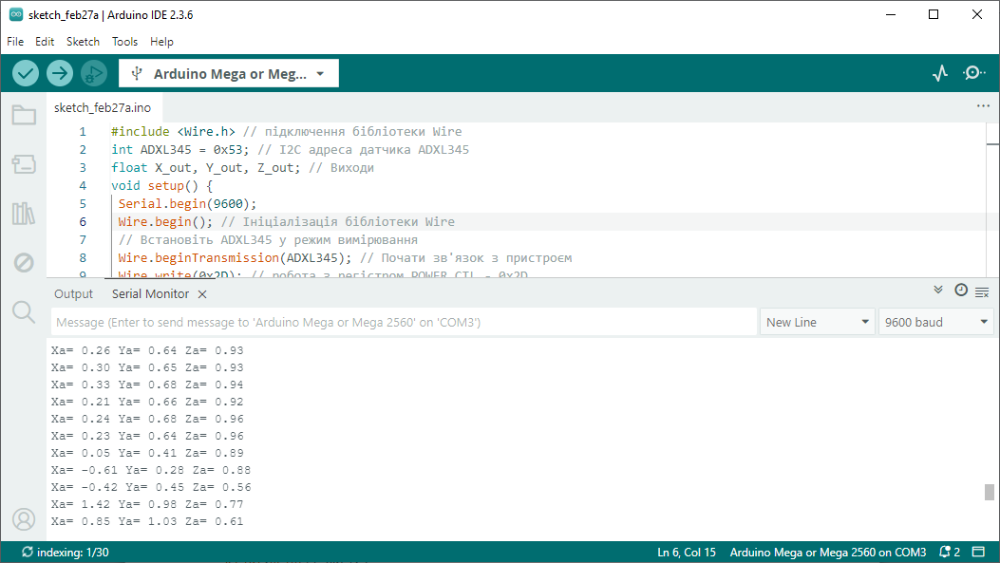 sketch_feb27a | Arduino IDE 2.3.6
File Edit Sketch Tools Help
Arduino Mega or Meg...
sketch_feb27a.ino
1 #include <Wire.h> // підключення бібліотеки Wire
2 int ADXL345 = 0x53; // I2C адреса датчика ADXL345
3 float X_out, Y_out, Z_out; // Виходи
4 void setup() {
5 Serial.begin(9600);
6 Wire.begin(); // Ініціалізація бібліотеки Wire
7 // Встановіть ADXL345 у режим вимірювання
8 Wire.beginTransmission(ADXL345); // Почати зв'язок з пристроєм
9 Wire.write(0x2D); // робота з регістром POWER_CTL - 0x2D
Output Serial Monitor
Message (Enter to send message to 'Arduino Mega or Mega 2560' on 'COM3') New Line 9600 baud
Xa= 0.26 Ya= 0.64 Za= 0.93
Xa= 0.30 Ya= 0.65 Za= 0.93
Xa= 0.33 Ya= 0.68 Za= 0.94
Xa= 0.21 Ya= 0.66 Za= 0.92
Xa= 0.24 Ya= 0.68 Za= 0.96
Xa= 0.23 Ya= 0.64 Za= 0.96
Xa= 0.05 Ya= 0.41 Za= 0.89
Xa= -0.61 Ya= 0.28 Za= 0.88
Xa= -0.42 Ya= 0.45 Za= 0.56
Xa= 1.42 Ya= 0.98 Za= 0.77
Xa= 0.85 Ya= 1.03 Za= 0.61
indexing: 1/30 Ln 6, Col 15 Arduino Mega or Mega 2560 on COM3 2